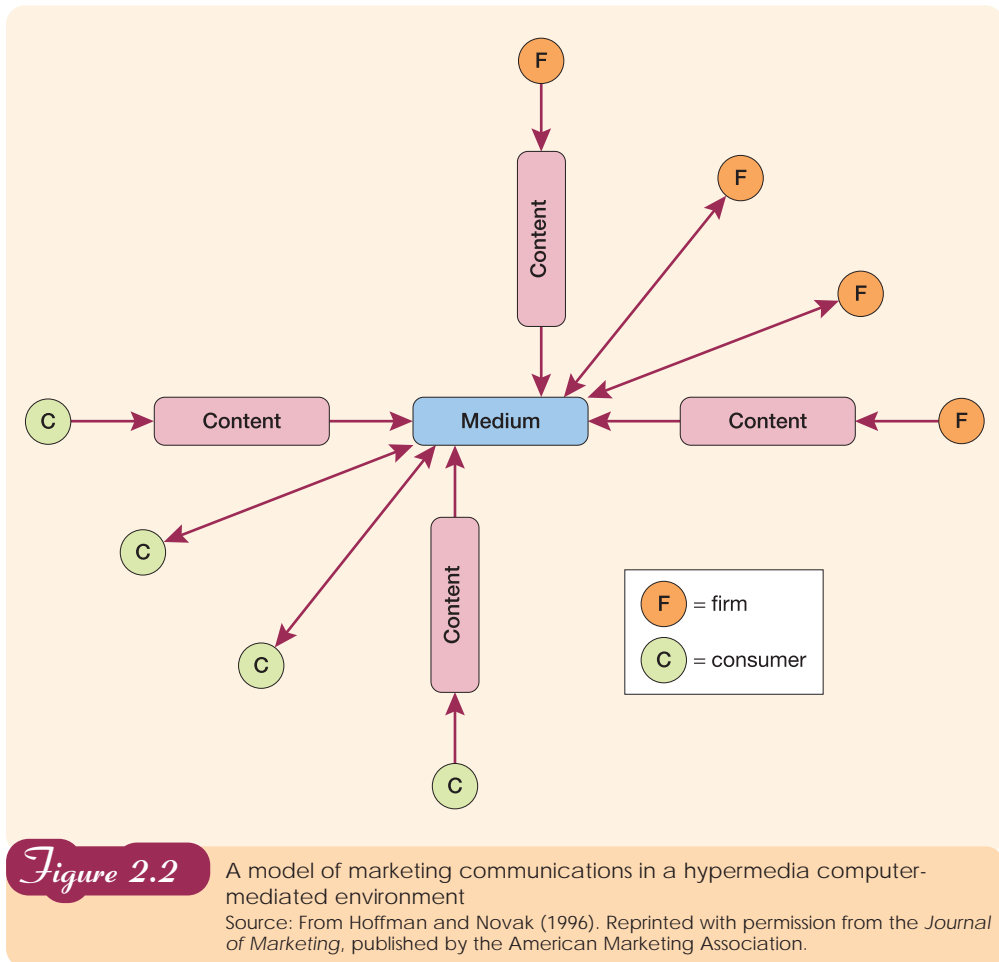 F
F
F
Content
C
Content
Medium
Content
F
C
C
Content
C
F = firm
C = consumer
Figure 2.2
A model of marketing communications in a hypermedia computer-
mediated environment
Source: From Hoffman and Novak (1996). Reprinted with permission from the Journal
of Marketing, published by the American Marketing Association.